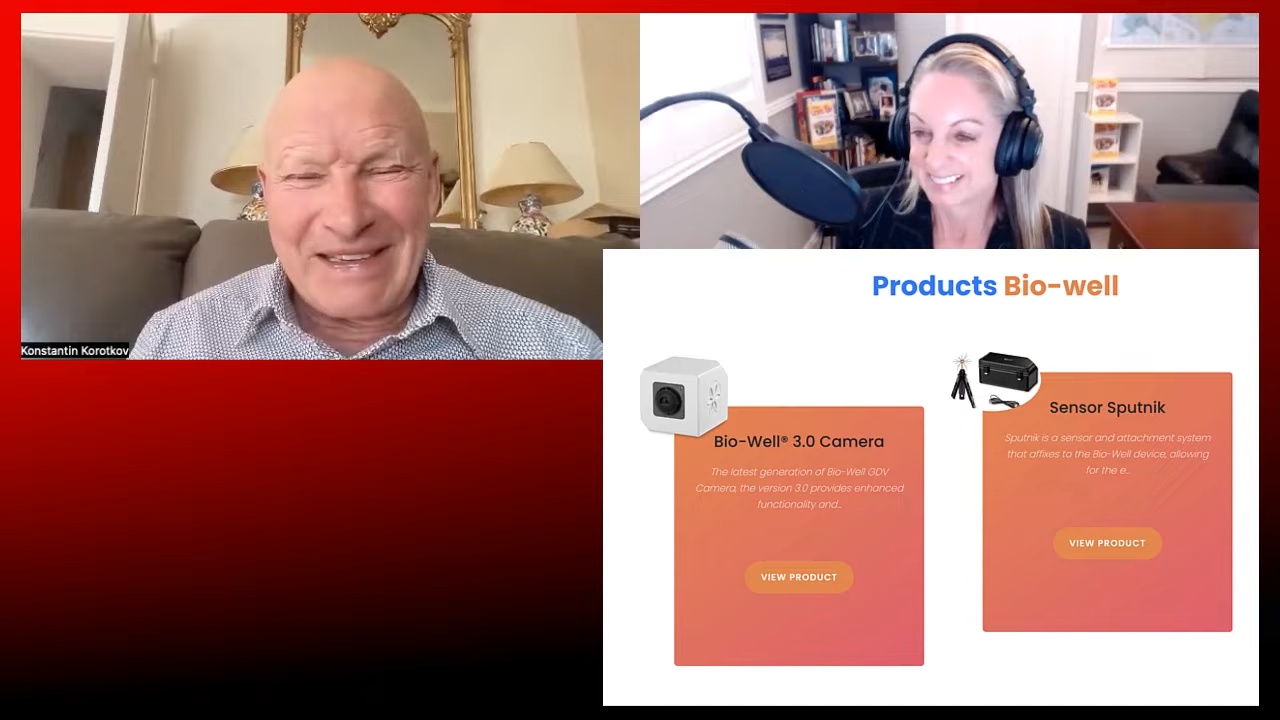 Konstantin Korotkov
Products Bio-well
Bio-Well® 3.0 Camera
The latest generation of Bio-Well GDV
Camera, the version 3.0 provides enhanced
functionality and..
VIEW PRODUCT
Sensor Sputnik
Sputnik is a sensor and attachment system
that affixes to the Bio-Well device, allowing
for the e..
VIEW PRODUCT